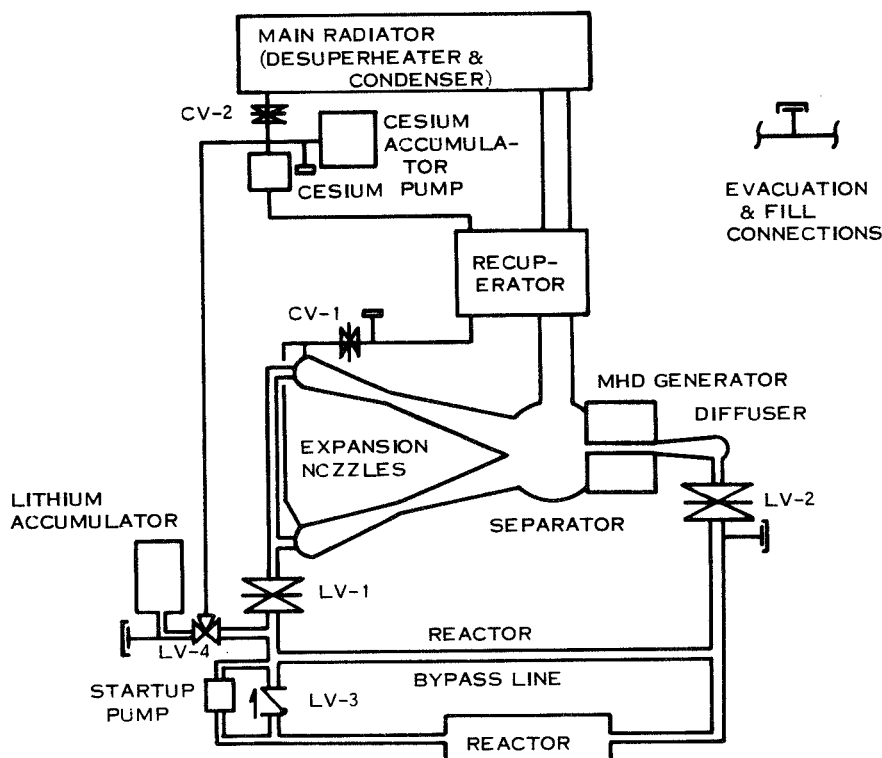 MAIN RADIATOR
(DESUPERHEATER &
CONDENSER)
CV-2
CESIUM
ACCUMULA-
TOR
CESIUM PUMP
EVACUATION
& FILL
CONNECTIONS
RECUP-
ERATOR
CV-1
MHD GENERATOR
DIFFUSER
EXPANSION
NOZZLES
LITHIUM
ACCUMULATOR
SEPARATOR
LV-2
LV-1
REACTOR
LV-4
BYPASS LINE
STARTUP
PUMP
LV-3
REACTOR